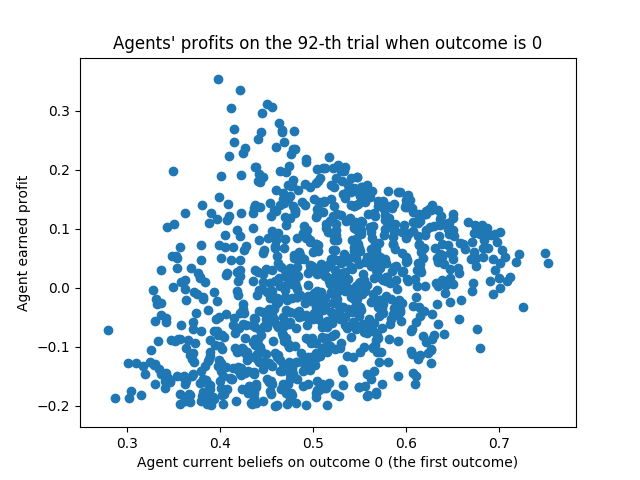 Agents' profits on the 92-th trial when outcome is 0
Agent earned profit
0.3
0.2
0.1
0.0
−0.1
−0.2
0.3 0.4 0.5 0.6 0.7
Agent current beliefs on outcome 0 (the first outcome)